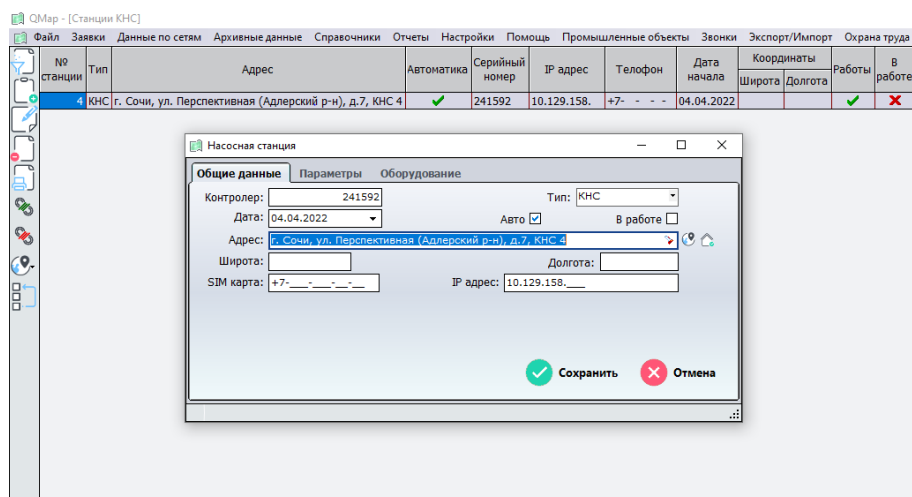 QMap - [Станции КНС]
Файл Заявки Данные по сетям Архивные данные Справочники Отчеты Настройки Помощь Промышленные объекты Звонки Экспорт/Импорт Охрана труда
№ станции Тип Адрес Автоматика Серийный номер IP адрес Телефон Дата начала Координаты Широта Долгота Работы В работе
4 КНС г. Сочи, ул. Перспективная (Адлерский р-н), д.7, КНС 4 241592 10.129.158. +7- - - - 04.04.2022
Насосная станция
Общие данные Параметры Оборудование
Контролер: 241592 Тип: КНС
Дата: 04.04.2022 Авто В работе
Адрес: г. Сочи, ул. Перспективная (Адлерский р-н), д.7, КНС 4
Широта: Долгота:
SIM карта: +7-___-___-__-__ IP адрес: 10.129.158.___
Сохранить Отмена